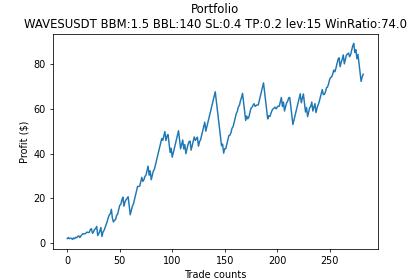 Portfolio
WAVESUSDT BBM:1.5 BBL:140 SL:0.4 TP:0.2 lev:15 WinRatio:74.0
Profit ($)
80
60
40
20
0
0 50 100 150 200 250
Trade counts